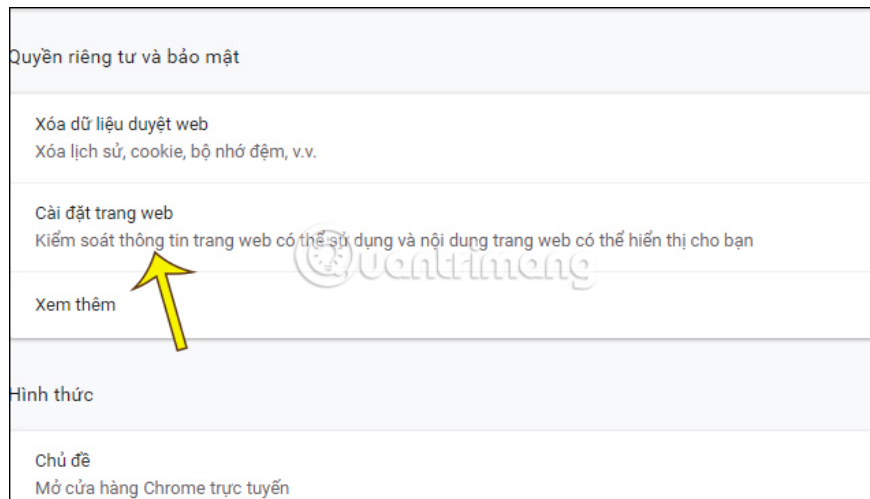 Quyền riêng tư và bảo mật
Xóa dữ liệu duyệt web
Xóa lịch sử, cookie, bộ nhớ đệm, v.v.
Cài đặt trang web
Kiểm soát thông tin trang web có thể sử dụng và nội dung trang web có thể hiển thị cho bạn
Quantrimang
Xem thêm
Hình thức
Chủ đề
Mở cửa hàng Chrome trực tuyến